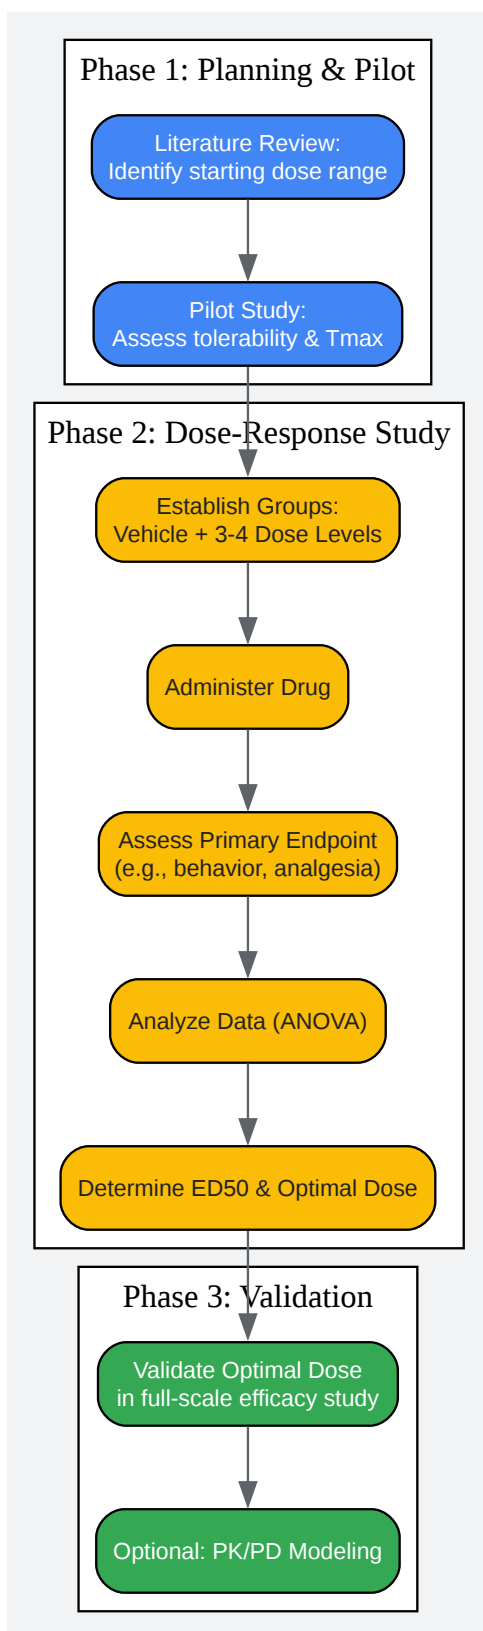 Phase 1: Planning & Pilot
Literature Review:
Identify starting dose range
Pilot Study:
Assess tolerability & Tmax
Phase 2: Dose-Response Study
Establish Groups:
Vehicle + 3-4 Dose Levels
Administer Drug
Assess Primary Endpoint
(e.g., behavior, analgesia)
Analyze Data (ANOVA)
Determine ED50 & Optimal Dose
Phase 3: Validation
Validate Optimal Dose
in full-scale efficacy study
Optional: PK/PD Modeling